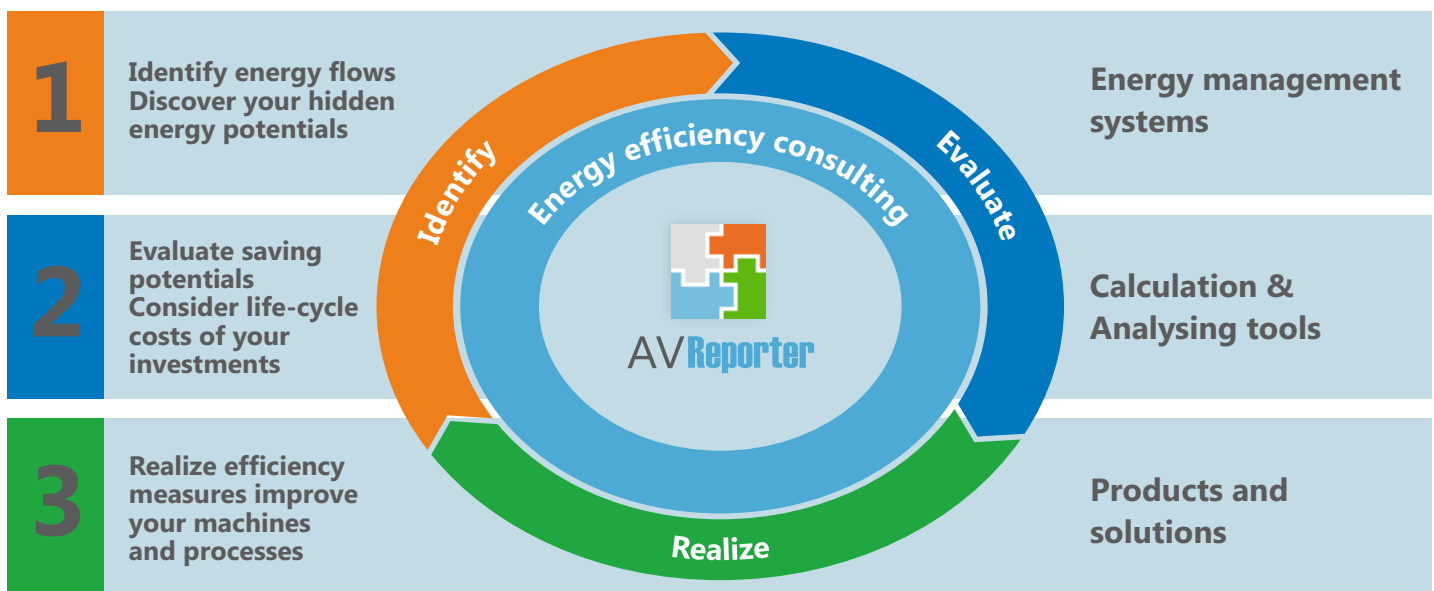 1
Identify energy flows
Discover your hidden
energy potentials
Energy management
systems
2
Evaluate saving
potentials
Consider life-cycle
costs of your
investments
Calculation &
Analysing tools
3
Realize efficiency
measures improve
your machines
and processes
Products and
solutions
Identify
Evaluate
Realize
Energy efficiency consulting
AVReporter